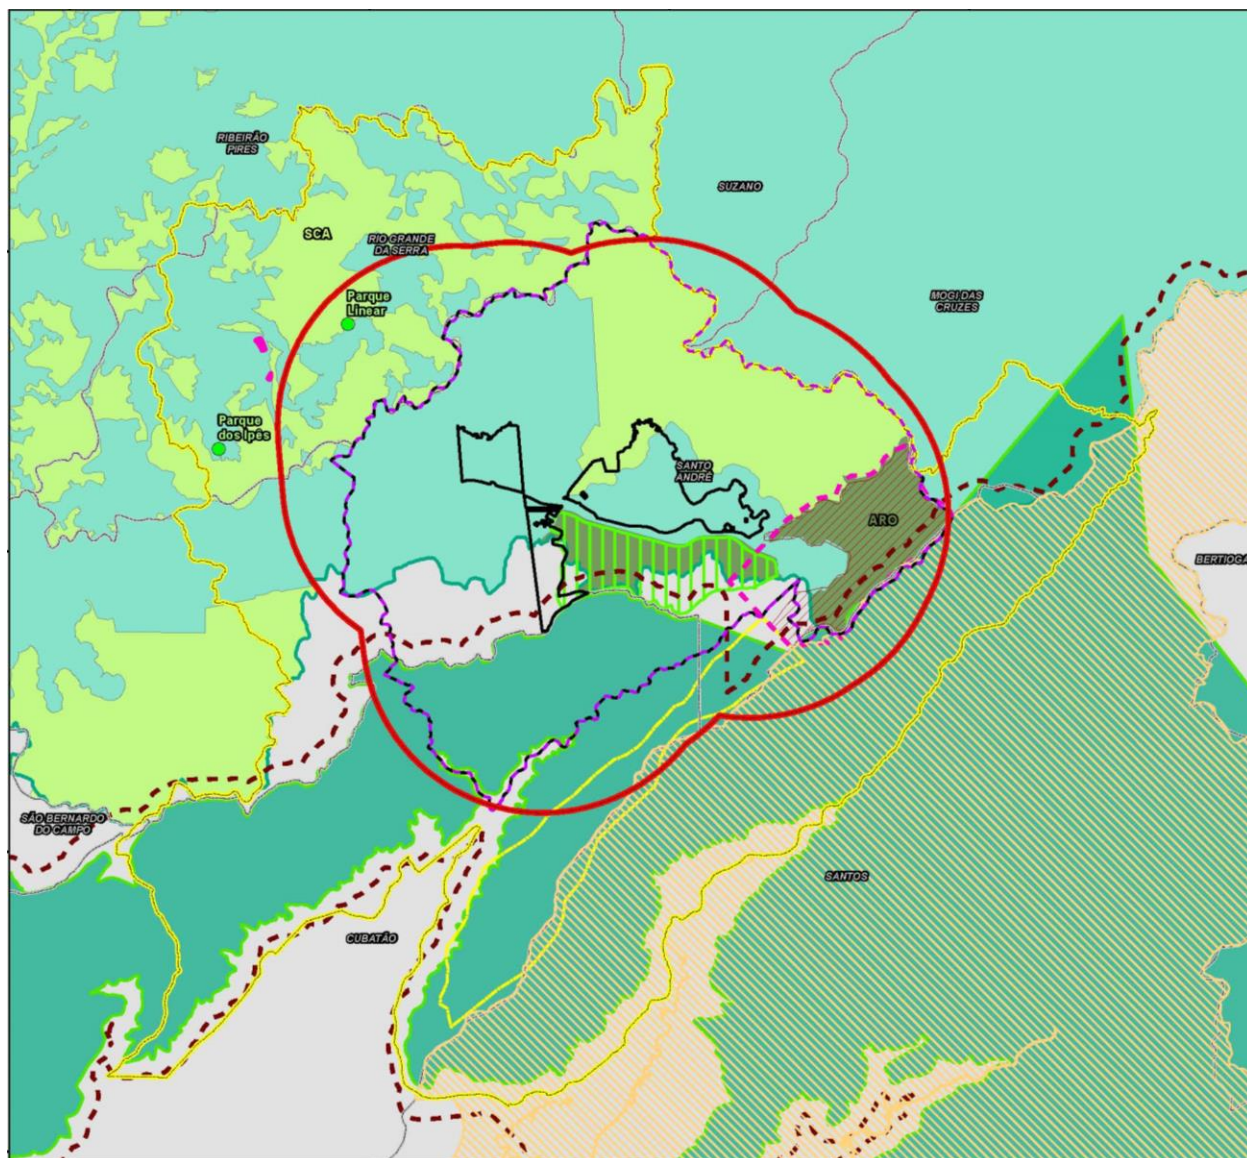 RIBEIRÃO
PIRES
SUZANO
SCA
RIO GRANDE
DA SERRA
Parque
Linear
MOGI DAS
CRUZES
Parque
dos Ipês
SANTO
ANDRÉ
ARO
BERTIOGA
SÃO BERNARDO
DO CAMPO
SANTOS
CUBATÃO